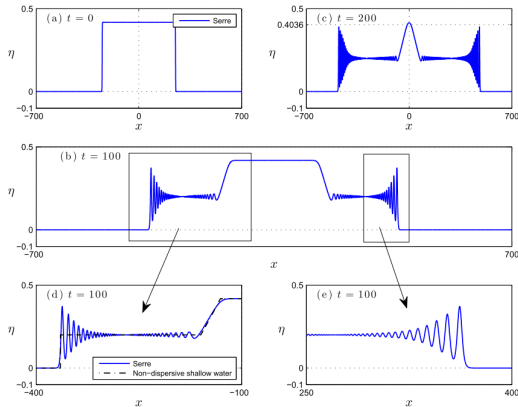 0.5
(a) t = 0
Serre
η
0
−0.1
−700
0
700
x
0.5
0.4036
(c) t = 200
η
0
−0.1
−700
0
700
x
0.5
(b) t = 100
η
0
−0.1
−700
700
x
0.5
(d) t = 100
η
0
−0.1
Serre
Non-dispersive shallow water
−400
−100
x
0.5
(e) t = 100
η
0
−0.1
250
400
x